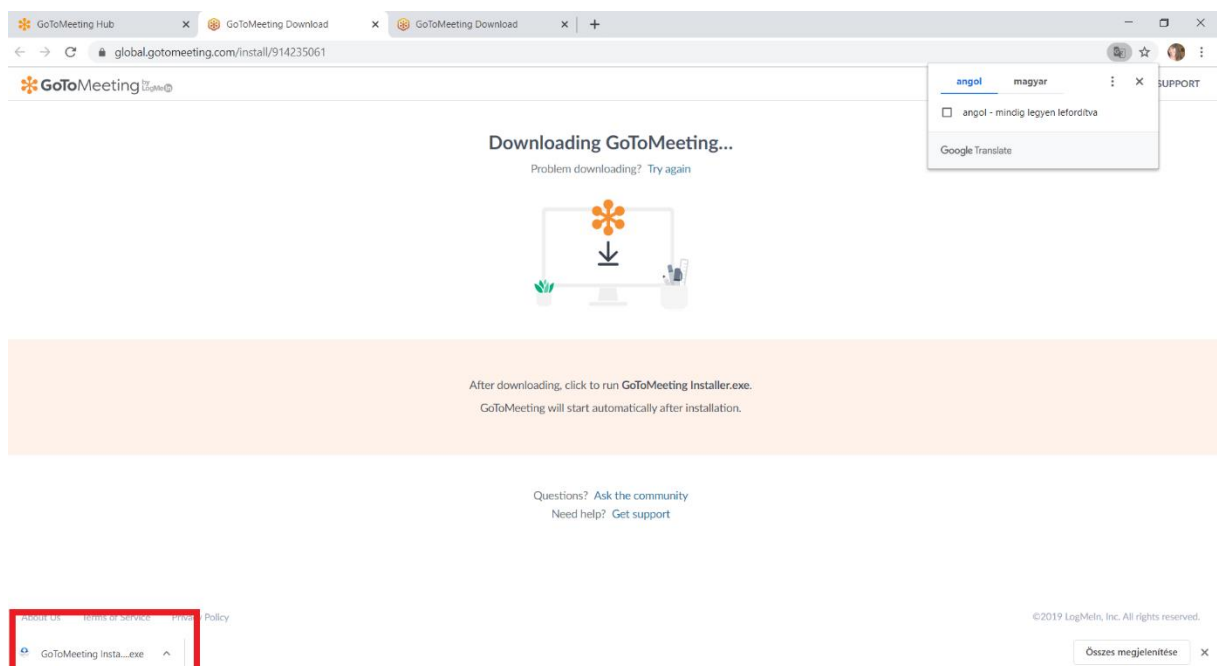 GoToMeeting Hub
GoToMeeting Download
GoToMeeting Download
global.gotomeeting.com/install/914235061
GoToMeeting by LogMeIn
SUPPORT
angol magyar
angol - mindig legyen lefordítva
Google Translate
Downloading GoToMeeting...
Problem downloading? Try again
After downloading, click to run GoToMeeting Installer.exe.
GoToMeeting will start automatically after installation.
Questions? Ask the community
Need help? Get support
About Us Terms of Service Privacy Policy
©2019 LogMeIn, Inc. All rights reserved.
GoToMeeting Insta....exe
Összes megjelenítése